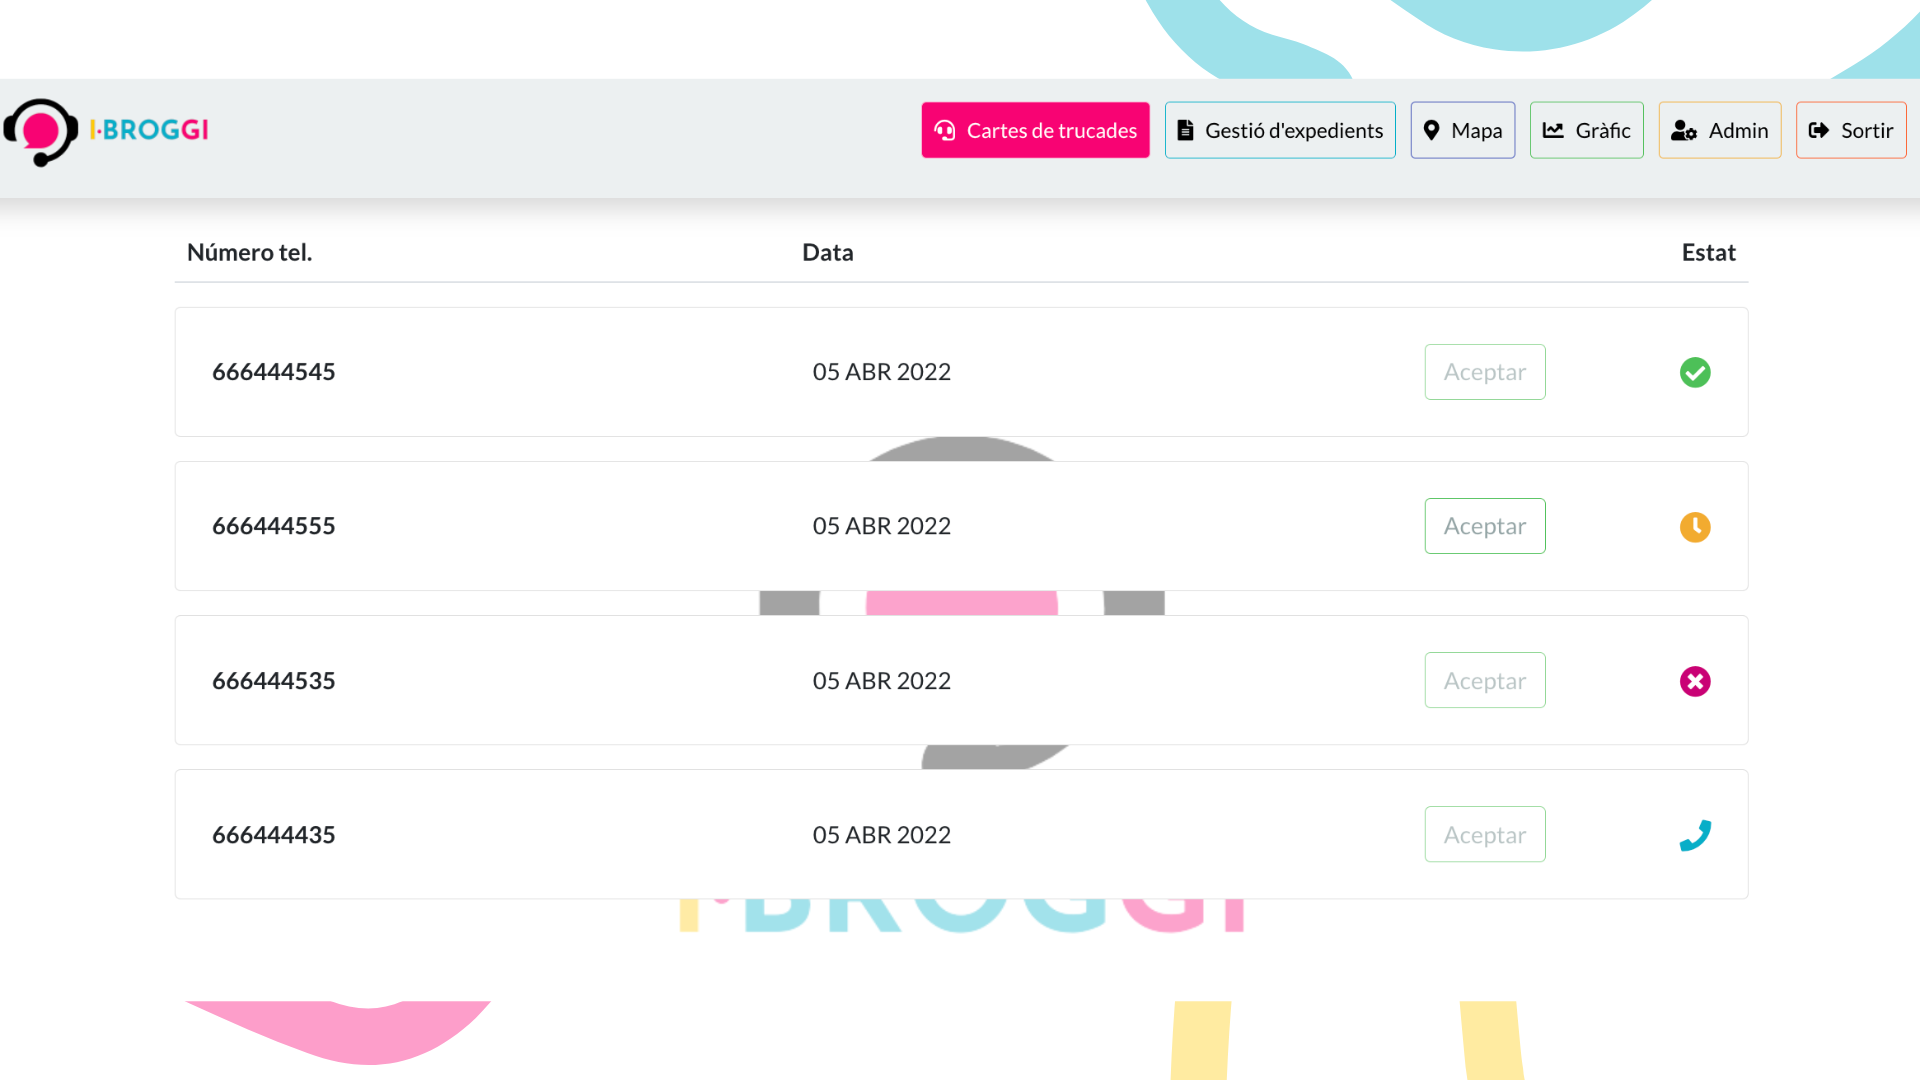 I·BROGGI
Cartes de trucades
Gestió d'expedients
Mapa
Gràfic
Admin
Sortir
Número tel. Data Estat
666444545 05 ABR 2022 Aceptar
666444555 05 ABR 2022 Aceptar
666444535 05 ABR 2022 Aceptar
666444435 05 ABR 2022 Aceptar
I·BROGGI